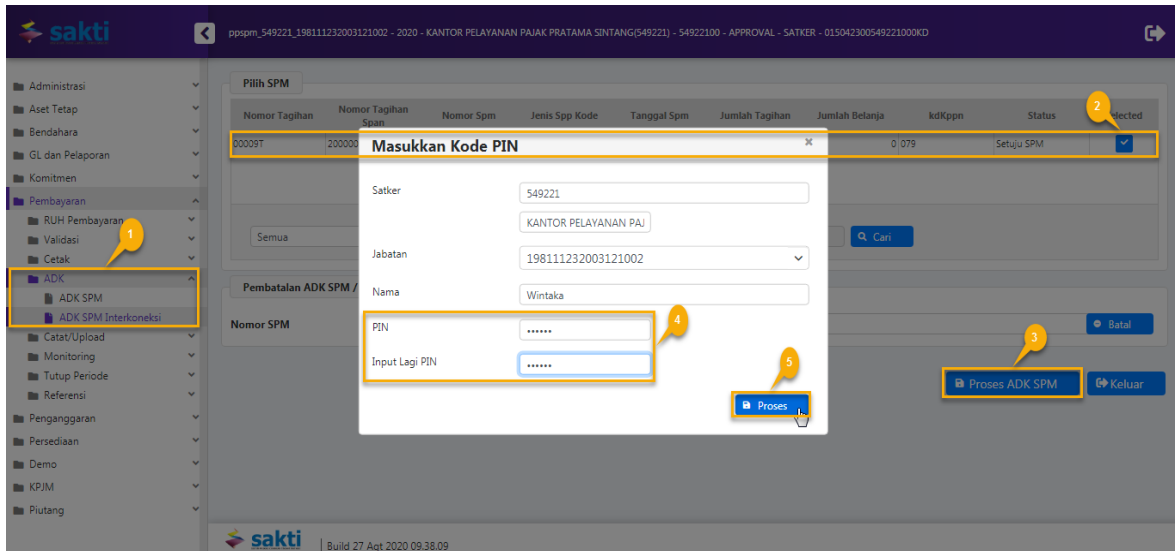 sakti
ppspm_549221_198111232003121002 - 2020 - KANTOR PELAYANAN PAJAK PRATAMA SINTANG(549221) - 54922100 - APPROVAL - SATKER - 015042300549221000KD
Administrasi
Aset Tetap
Bendahara
GL dan Pelaporan
Komitmen
Pembayaran
RUH Pembayaran
Validasi
Cetak
ADK
ADK SPM
ADK SPM Interkoneksi
Catat/Upload
Monitoring
Tutup Periode
Referensi
Penganggaran
Persediaan
Demo
KPJM
Piutang
1
Pilih SPM
Nomor Tagihan Nomor Tagihan Span Nomor Spm Jenis Spp Kode Tanggal Spm Jumlah Tagihan Jumlah Belanja kdKppn Status elected
2
00009T 200000 0 079 Setuju SPM
Semua Cari
Pembatalan ADK SPM /
Nomor SPM Batal
3
Proses ADK SPM Keluar
Masukkan Kode PIN ×
Satker 549221
KANTOR PELAYANAN PAJ
Jabatan 198111232003121002
Nama Wintaka
PIN ••••••
4
Input Lagi PIN ••••••
5
Proses
sakti Build 27 Agt 2020 09.38.09